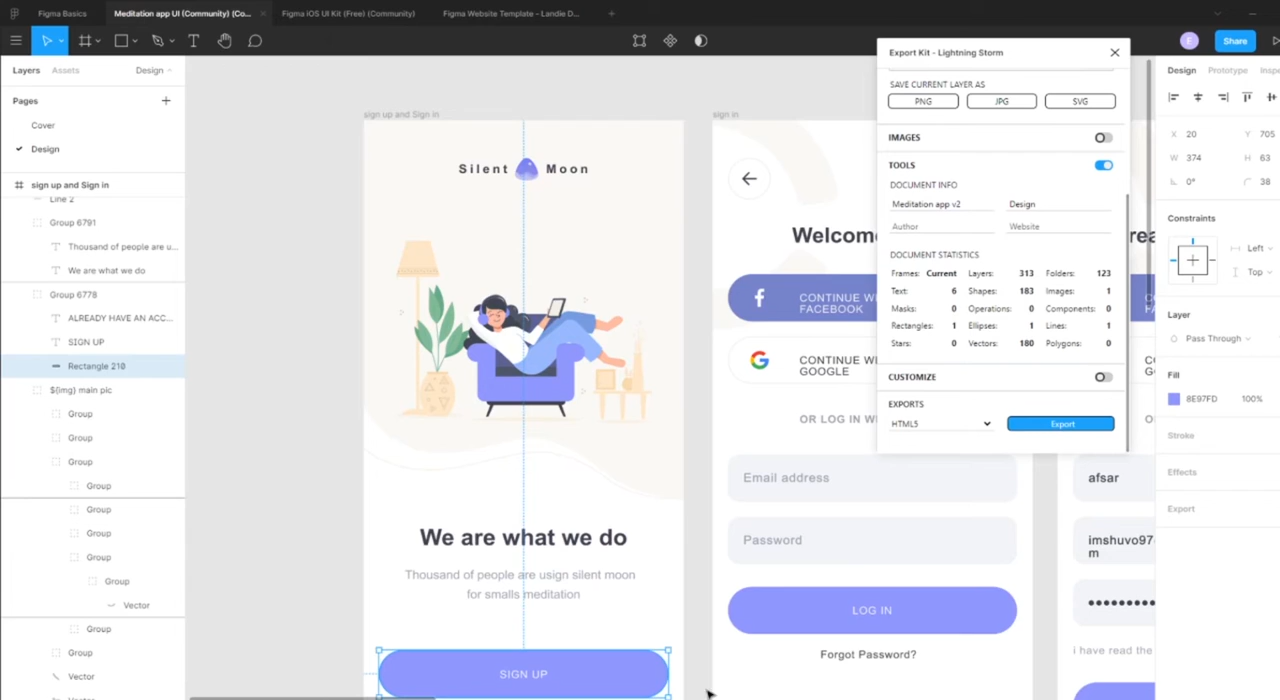 Figma Basics
Meditation app UI (Community) (Co...
Figma iOS UI Kit (Free) (Community)
Figma Website Template - Landie D...
Share
Layers
Assets
Design
Pages
Cover
Design
sign up and Sign in
Line 2
Group 6791
Thousand of people are u...
We are what we do
Group 6778
ALREADY HAVE AN ACC...
SIGN UP
Rectangle 210
${img} main pic
Group
Group
Group
Group
Group
Group
Group
Group
Vector
Group
Group
Vector
sign up and Sign in
Silent Moon
We are what we do
Thousand of people are usign silent moon
for smalls meditation
SIGN UP
sign in
Welcome
CONTINUE WI
FACEBOOK
CONTINUE WI
GOOGLE
OR LOG IN WI
Email address
Password
LOG IN
Forgot Password?
rea
afsar
imshuvo97
m
i have read the
Export Kit - Lightning Storm
SAVE CURRENT LAYER AS
PNG
JPG
SVG
IMAGES
TOOLS
DOCUMENT INFO
Meditation app v2
Design
Author
Website
DOCUMENT STATISTICS
Frames: Current Layers: 313 Folders: 123
Text: 6 Shapes: 183 Images: 1
Masks: 0 Operations: 0 Components: 0
Rectangles: 1 Ellipses: 1 Lines: 1
Stars: 0 Vectors: 180 Polygons: 0
CUSTOMIZE
EXPORTS
HTML5
Export
Design
Prototype
Inspe
X 20
Y 705
W 374
H 63
0°
38
Constraints
Left
Top
Layer
Pass Through
Fill
8E97FD 100%
Stroke
Effects
Export